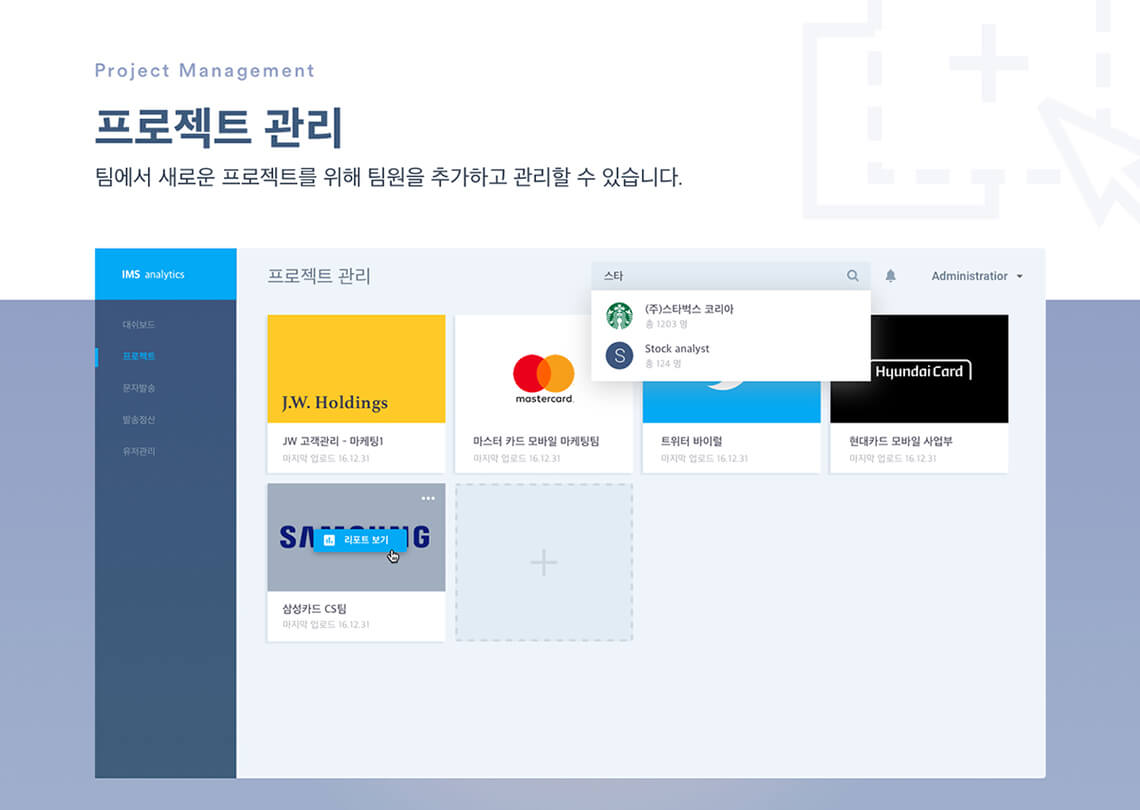 Project Management
프로젝트 관리
팀에서 새로운 프로젝트를 위해 팀원을 추가하고 관리할 수 있습니다.
IMS analytics
프로젝트 관리
스타
Administratior
대쉬보드
프로젝트
문자발송
발송정산
유저관리
(주)스타벅스 코리아
총 1203 명
S
Stock analyst
총 124 명
J.W. Holdings
mastercard.
Hyundai Card
JW 고객관리 - 마케팅1
마지막 업로드 16.12.31
마스터 카드 모바일 마케팅팀
마지막 업로드 16.12.31
트위터 바이럴
마지막 업로드 16.12.31
현대카드 모바일 사업부
마지막 업로드 16.12.31
SAMSUNG
리포트 보기
삼성카드 CS팀
마지막 업로드 16.12.31